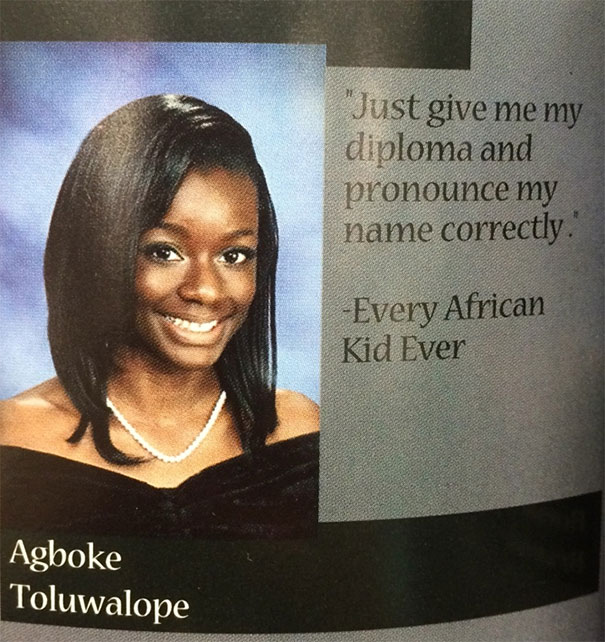 "Just give me my
diploma and
pronounce my
name correctly."
-Every African
Kid Ever
Agboke
Toluwalope